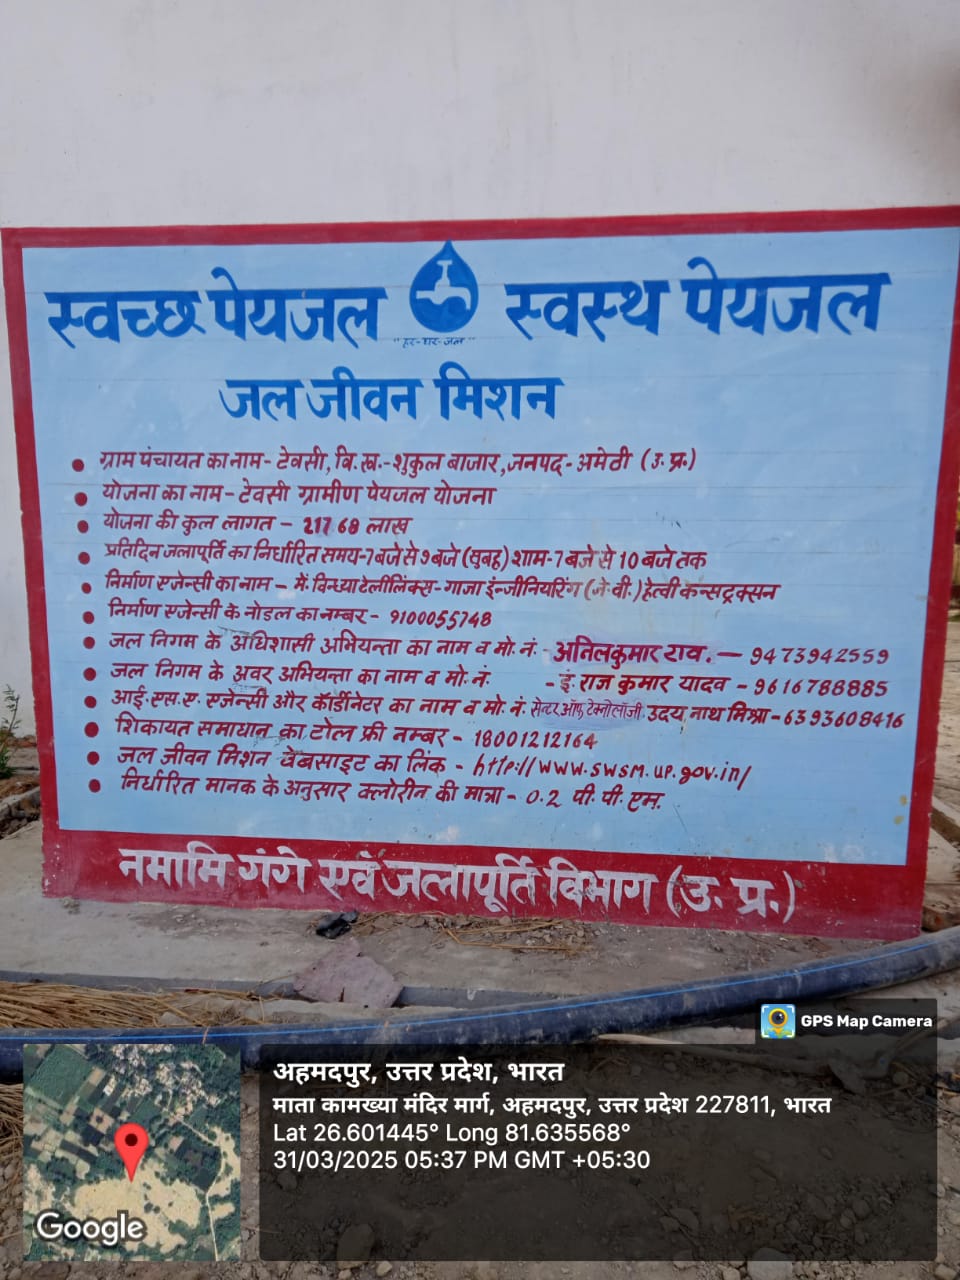 स्वच्छ पेयजल स्वस्थ पेयजल
"हर-घर-जल"
जल जीवन मिशन
• ग्राम पंचायत का नाम- टेवसी, वि.ख.-शुकुल बाजार, जनपद-अमेठी (उ.प्र.)
• योजना का नाम- टेवसी ग्रामीण पेयजल योजना
• योजना की कुल लागत - 217.68 लाख
• प्रतिदिन जलापूर्ति का निर्धारित समय-7बजे से 9बजे (सुबह) शाम-7 बजे से 10 बजे तक
• निर्माण एजेन्सी का नाम - मे. विन्ध्या टेलीलिंक्स-गाजा इंन्जीनियरिंग (जे.वी.) हेल्वी कन्सट्रक्सन
• निर्माण एजेन्सी के नोडल का नम्बर - 9100055748
• जल निगम के अधिशासी अभियन्ता का नाम व मो. नं. - अनिलकुमार राव. - 9473942559
• जल निगम के अवर अभियन्ता का नाम व मो. नं. - इं. राज कुमार यादव - 9616788885
• आई.एस.ए. एजेन्सी और कॉर्डीनेटर का नाम व मो. नं. सेन्टर ऑफ टेक्नोलॉजी उदय नाथ मिश्रा-6393608416
• शिकायत समाधान का टोल फ्री नम्बर - 18001212164
• जल जीवन मिशन वेबसाइट का लिंक - http://www.swsm.up.gov.in/
• निर्धारित मानक के अनुसार क्लोरीन की मात्रा - 0.2 पी. पी. एम.
नमामि गंगे एवं जलापूर्ति विभाग (उ. प्र.)
GPS Map Camera
अहमदपुर, उत्तर प्रदेश, भारत
माता कामख्या मंदिर मार्ग, अहमदपुर, उत्तर प्रदेश 227811, भारत
Lat 26.601445° Long 81.635568°
31/03/2025 05:37 PM GMT +05:30
Google